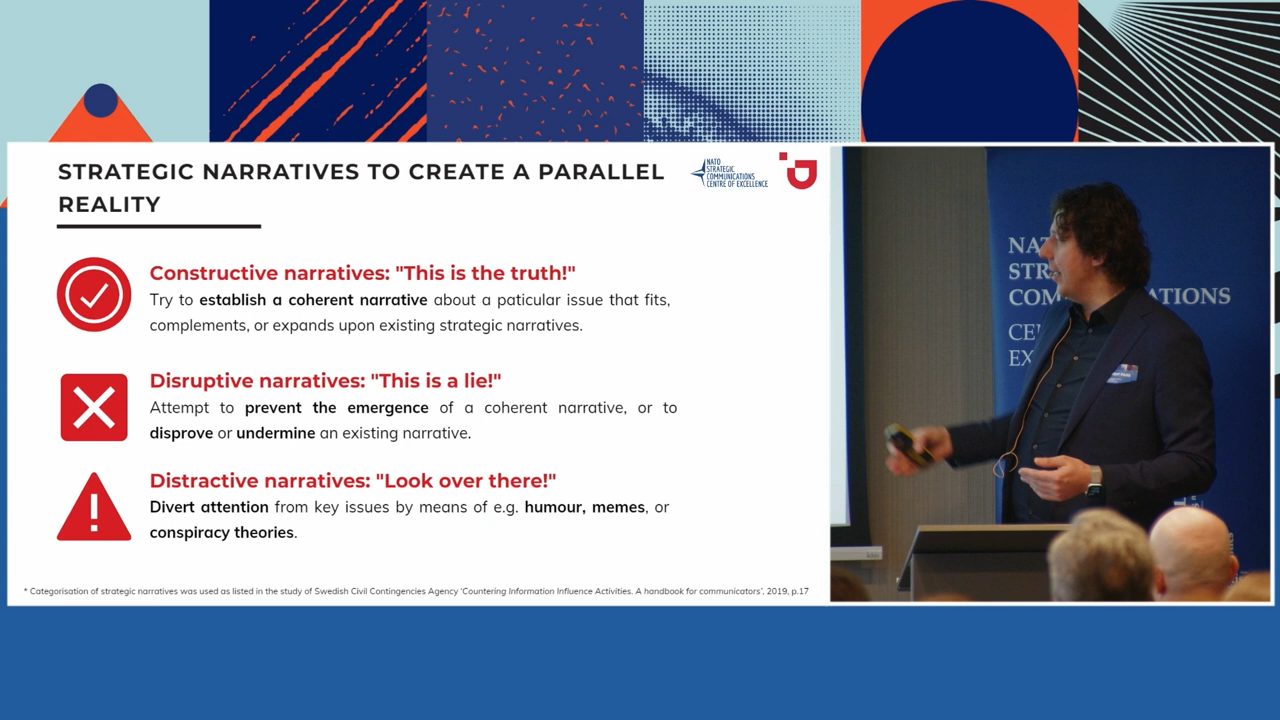 STRATEGIC NARRATIVES TO CREATE A PARALLEL
REALITY
NATO
STRATEGIC
COMMUNICATIONS
CENTRE OF EXCELLENCE
Constructive narratives: "This is the truth!"
Try to establish a coherent narrative about a paticular issue that fits,
complements, or expands upon existing strategic narratives.
Disruptive narratives: "This is a lie!"
Attempt to prevent the emergence of a coherent narrative, or to
disprove or undermine an existing narrative.
Distractive narratives: "Look over there!"
Divert attention from key issues by means of e.g. humour, memes, or
conspiracy theories.
* Categorisation of strategic narratives was used as listed in the study of Swedish Civil Contingencies Agency 'Countering Information Influence Activities. A handbook for communicators', 2019, p.17
NAT
STR
COM ATIONS
CE
EX